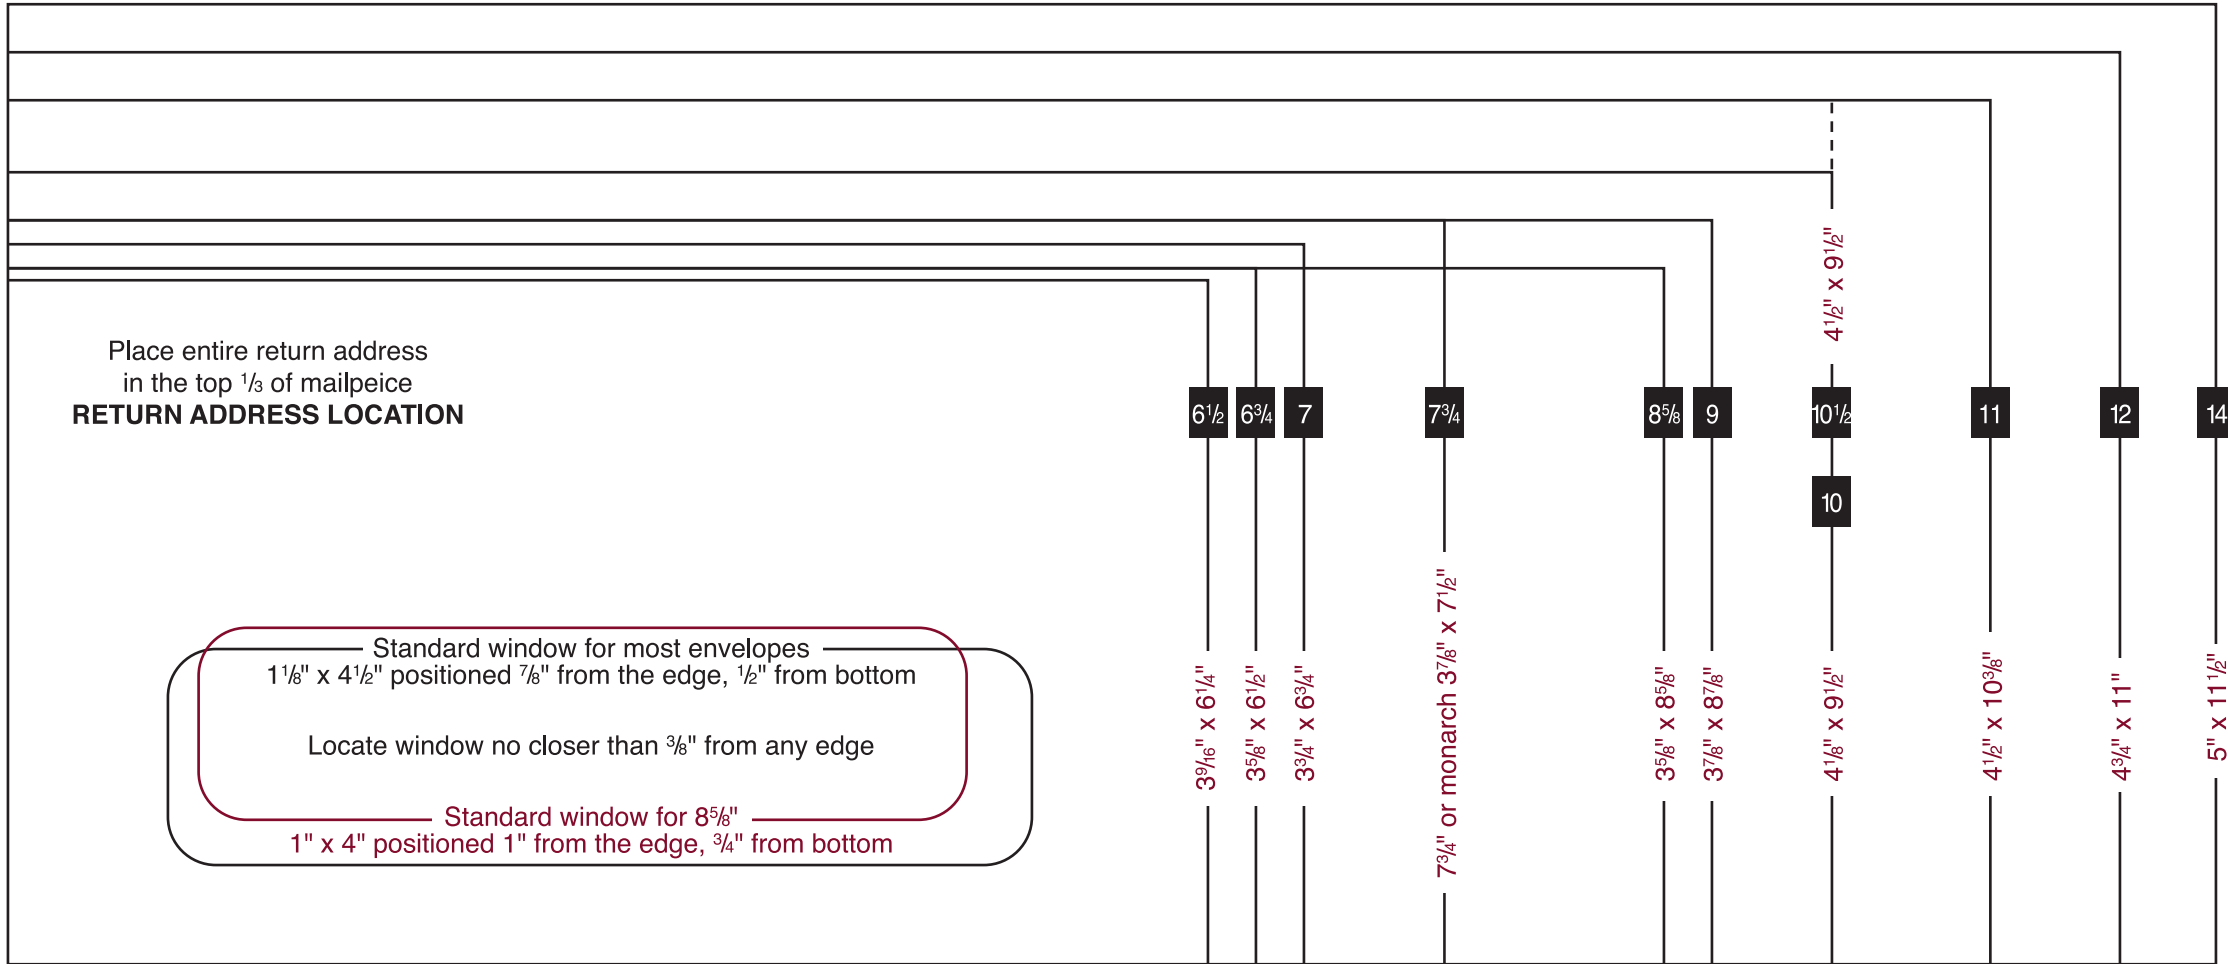 Place entire return address
in the top 1/3 of mailpeice
RETURN ADDRESS LOCATION
6½
6¾
7
7¾
8⅝
9
10½
11
12
14
10
4½" x 9½"
39/16" x 6¼"
3⅝" x 6½"
3¾" x 6¾"
7¾" or monarch 3⅞" x 7½"
3⅝" x 8⅝"
3⅞" x 8⅞"
4⅛" x 9½"
4½" x 10⅜"
4¾" x 11"
5" x 11½"
Standard window for most envelopes
1⅛" x 4½" positioned ⅞" from the edge, ½" from bottom
Locate window no closer than ⅜" from any edge
Standard window for 8⅝"
1" x 4" positioned 1" from the edge, ¾" from bottom